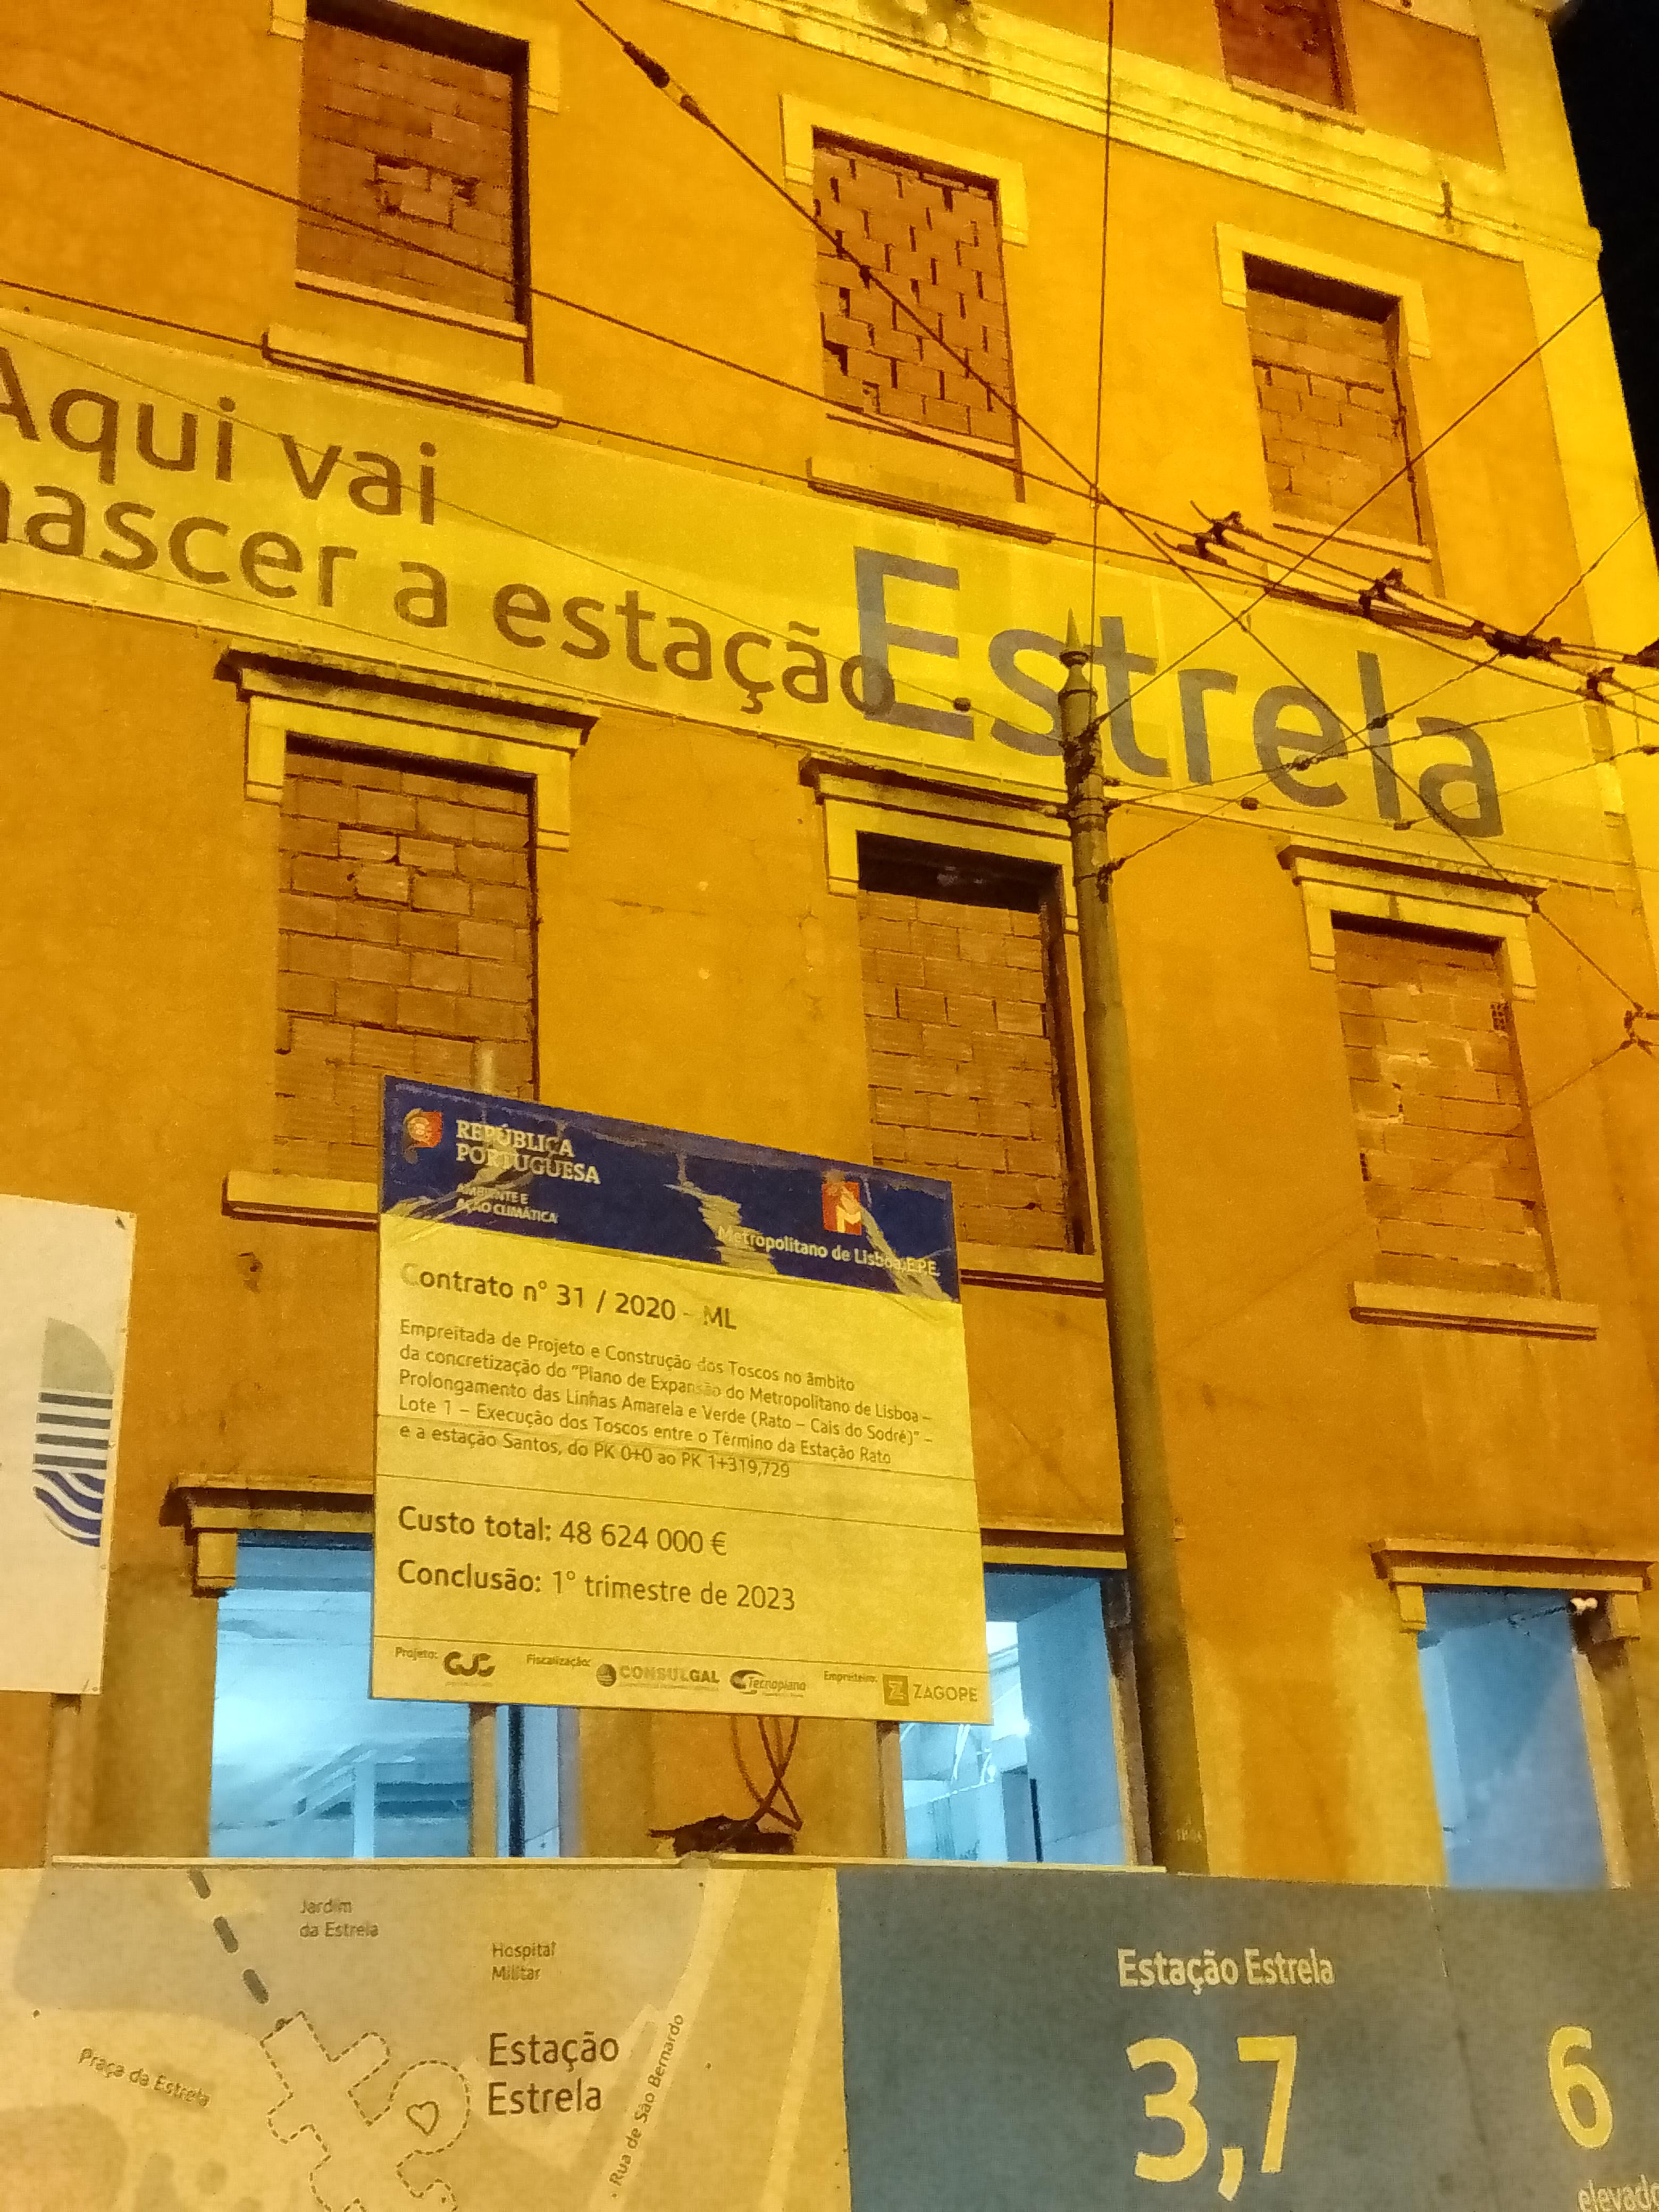 Aqui vai
nascer a estação
Estrela
REPÚBLICA
PORTUGUESA
AMBIENTE E
AÇÃO CLIMÁTICA
Metropolitano de Lisboa, E.P.E.
Contrato nº 31 / 2020 - ML
Empreitada de Projeto e Construção dos Toscos no âmbito
da concretização do "Plano de Expansão do Metropolitano de Lisboa –
Prolongamento das Linhas Amarela e Verde (Rato – Cais do Sodré)" –
Lote 1 – Execução dos Toscos entre o Término da Estação Rato
e a estação Santos, do PK 0+0 ao PK 1+319,729
Custo total: 48 624 000 €
Conclusão: 1º trimestre de 2023
Projeto: CJC
Fiscalização: CONSULGAL Tecnoplano
Empreiteiro: ZAGOPE
Jardim
da Estrela
Hospital
Militar
Praça da Estrela
Estação
Estrela
Rua de São Bernardo
Estação Estrela
3,7
6
elevado